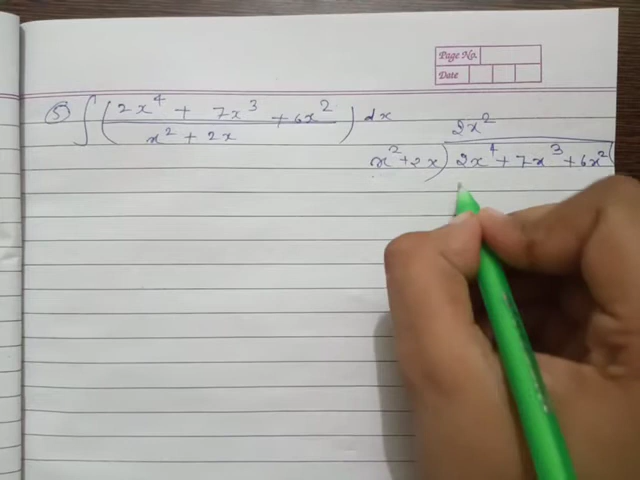 Page No.
Date
(5) ∫ ( (2x⁴ + 7x³ + 6x²) / (x² + 2x) ) dx
2x²
x² + 2x ) 2x⁴ + 7x³ + 6x² (